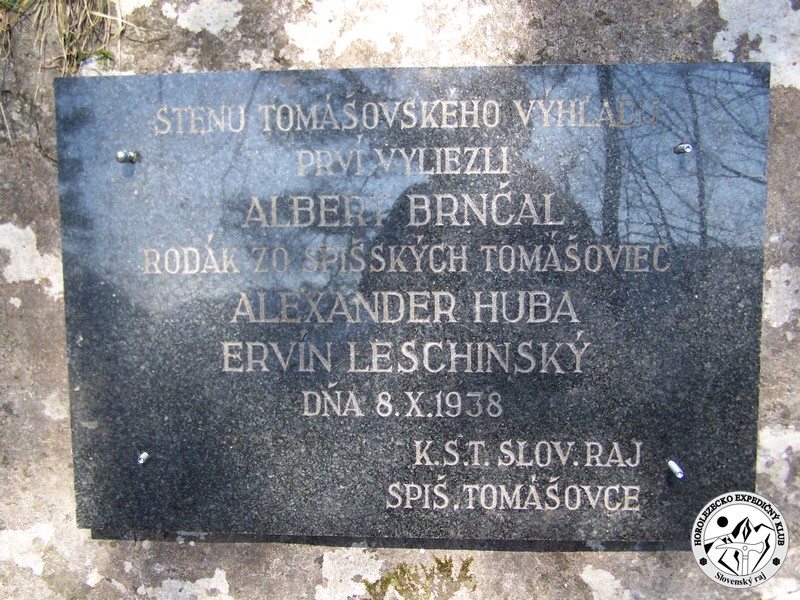 STENU TOMÁŠOVSKÉHO VÝHĽADU
PRVÍ VYLIEZLI
ALBERT BRNČAL
RODÁK ZO SPIŠSKÝCH TOMÁŠOVIEC
ALEXANDER HUBA
ERVÍN LESCHINSKÝ
DŇA 8.X.1938
K.S.T. SLOV. RAJ
SPIŠ. TOMÁŠOVCE
HOROLEZECKO EXPEDIČNÝ KLUB
Slovenský raj